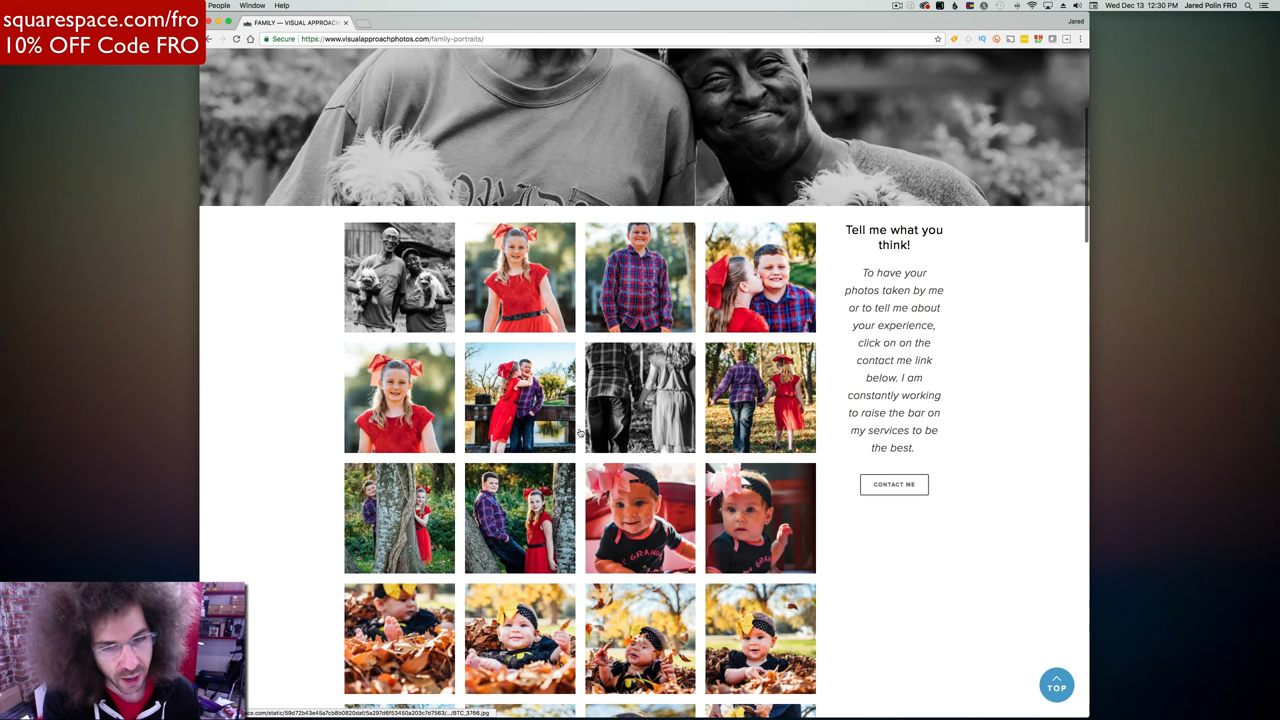 squarespace.com/fro
10% OFF Code FRO
People Window Help
Wed Dec 13 12:30 PM Jared Polin FRO
FAMILY — VISUAL APPROACH
Jared
Secure https://www.visualapproachphotos.com/family-portraits/
Tell me what you
think!
To have your
photos taken by me
or to tell me about
your experience,
click on on the
contact me link
below. I am
constantly working
to raise the bar on
my services to be
the best.
CONTACT ME
TOP